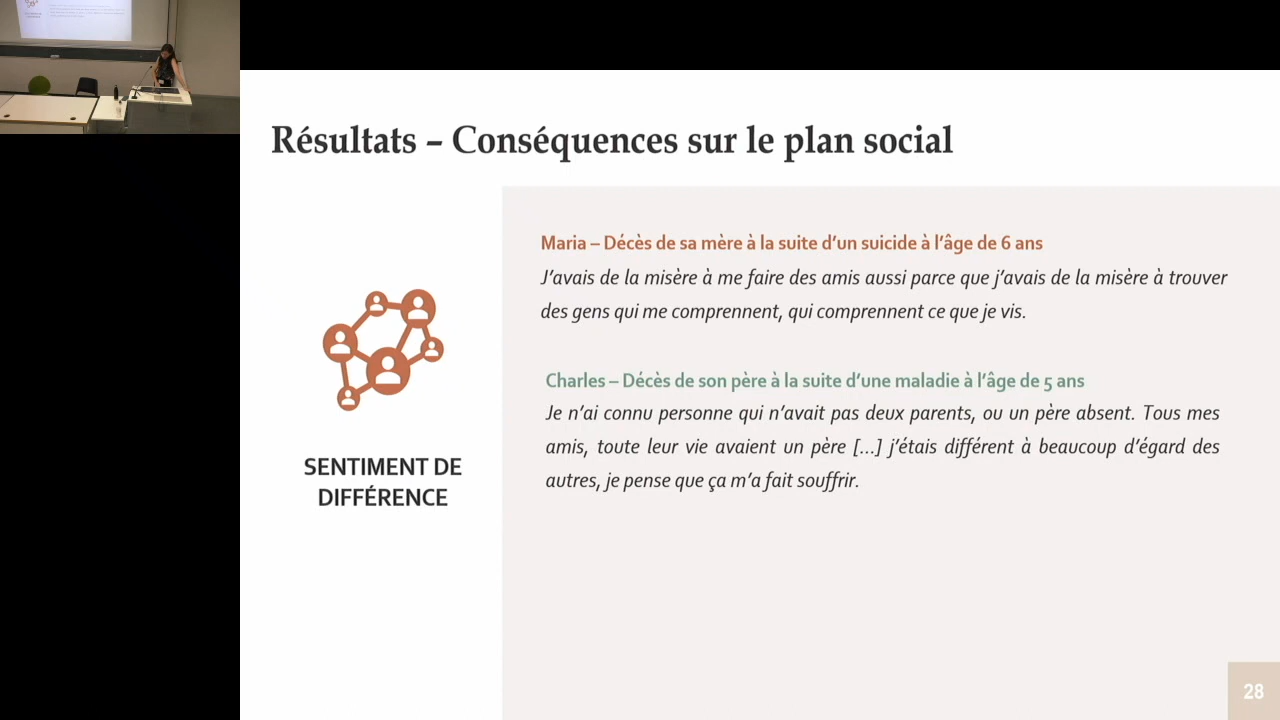 Résultats – Conséquences sur le plan social
Maria – Décès de sa mère à la suite d’un suicide à l’âge de 6 ans
J’avais de la misère à me faire des amis aussi parce que j’avais de la misère à trouver
des gens qui me comprennent, qui comprennent ce que je vis.
Charles – Décès de son père à la suite d’une maladie à l’âge de 5 ans
Je n’ai connu personne qui n’avait pas deux parents, ou un père absent. Tous mes
amis, toute leur vie avaient un père [...] j’étais différent à beaucoup d’égard des
autres, je pense que ça m’a fait souffrir.
SENTIMENT DE
DIFFÉRENCE
28